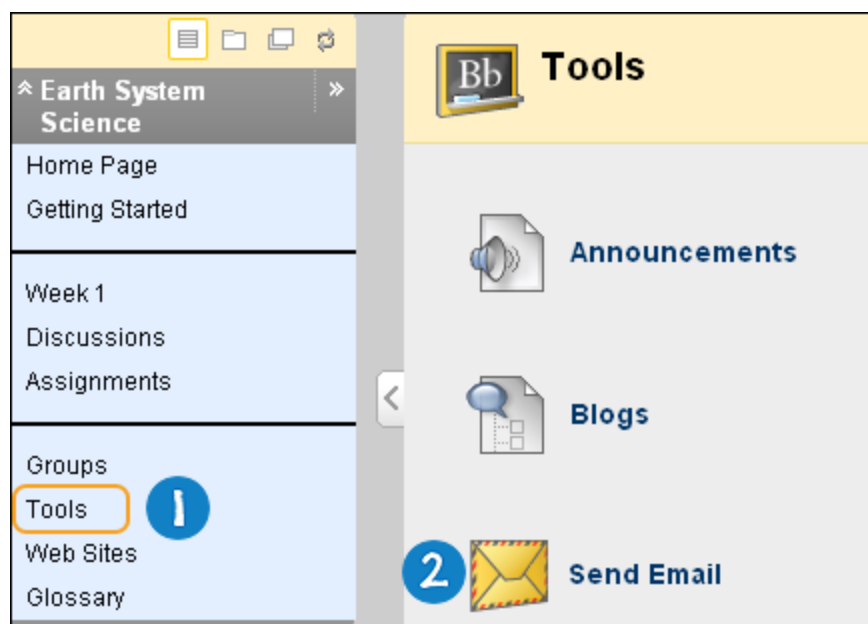 Earth System
Science
Home Page
Getting Started
Week 1
Discussions
Assignments
Groups
Tools
1
Web Sites
Glossary
Bb
Tools
Announcements
Blogs
2
Send Email